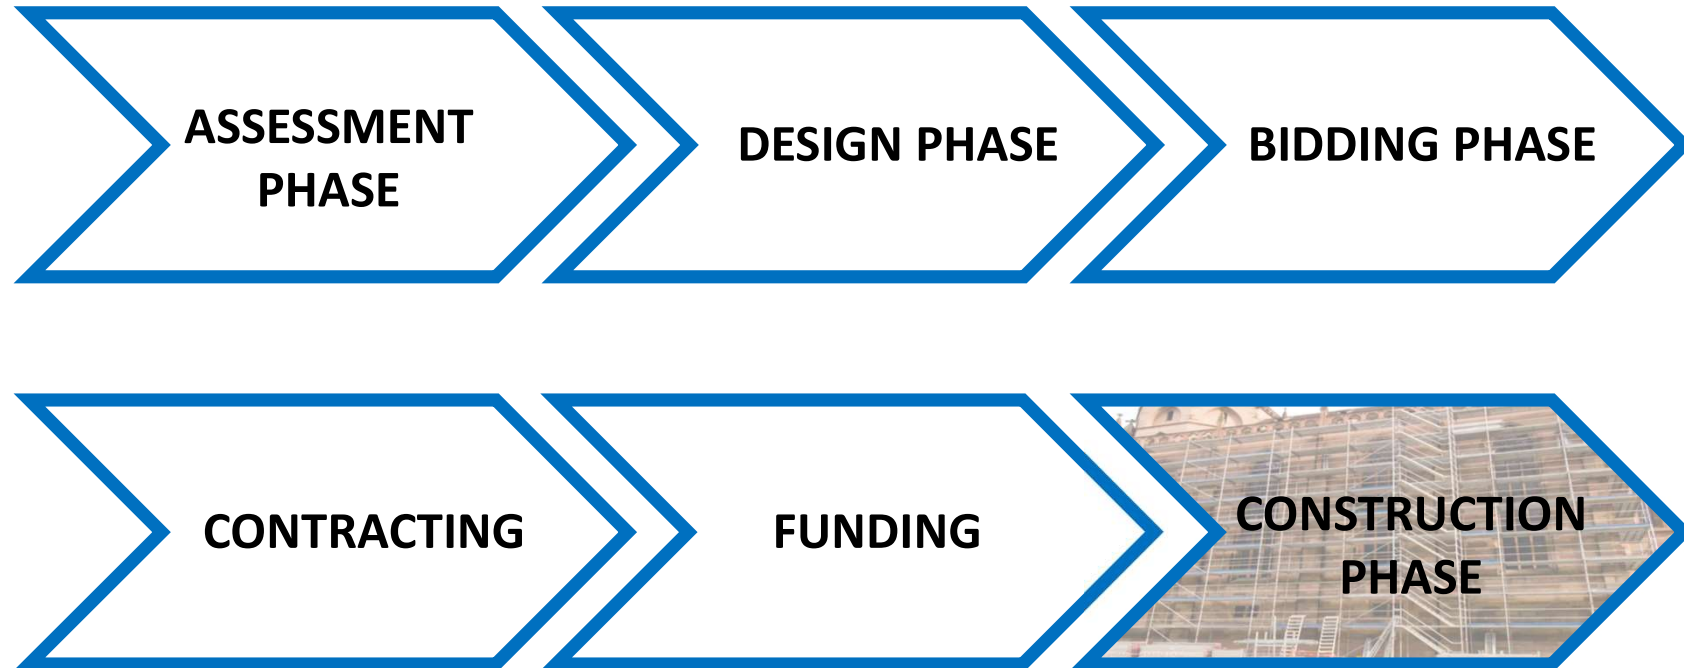 ASSESSMENT
PHASE
DESIGN PHASE
BIDDING PHASE
CONTRACTING
FUNDING
CONSTRUCTION
PHASE